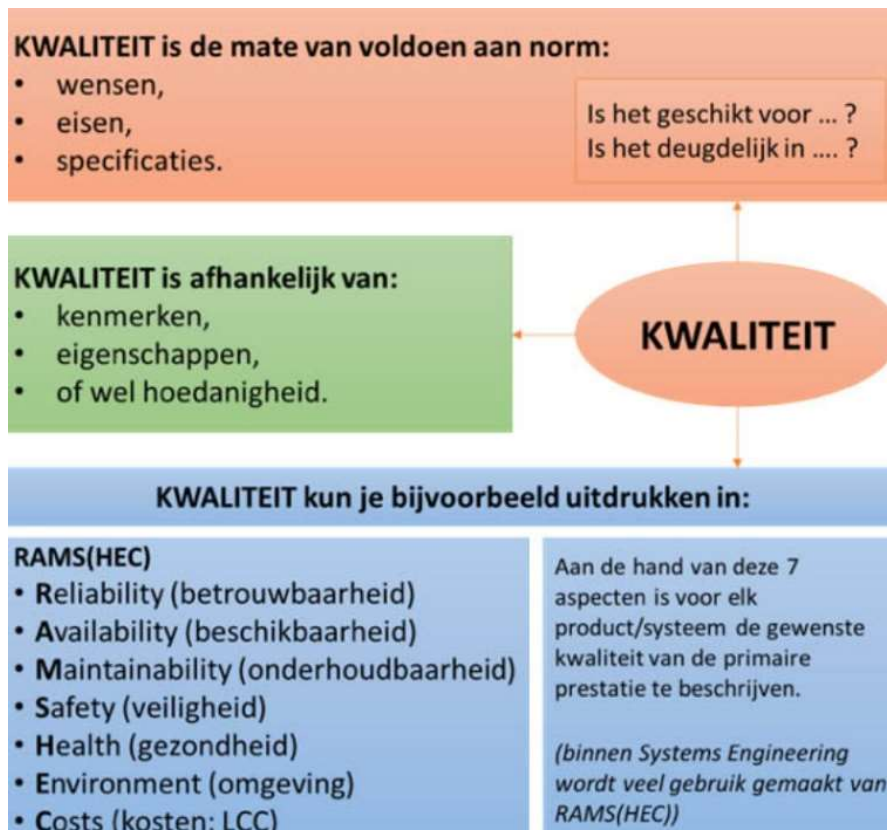 KWALITEIT is de mate van voldoen aan norm:
• wensen,
• eisen,
• specificaties.
Is het geschikt voor ... ?
Is het deugdelijk in .... ?
KWALITEIT is afhankelijk van:
• kenmerken,
• eigenschappen,
• of wel hoedanigheid.
KWALITEIT
KWALITEIT kun je bijvoorbeeld uitdrukken in:
RAMS(HEC)
• Reliability (betrouwbaarheid)
• Availability (beschikbaarheid)
• Maintainability (onderhoudbaarheid)
• Safety (veiligheid)
• Health (gezondheid)
• Environment (omgeving)
• Costs (kosten: LCC)
Aan de hand van deze 7
aspecten is voor elk
product/systeem de gewenste
kwaliteit van de primaire
prestatie te beschrijven.
(binnen Systems Engineering
wordt veel gebruik gemaakt van
RAMS(HEC))